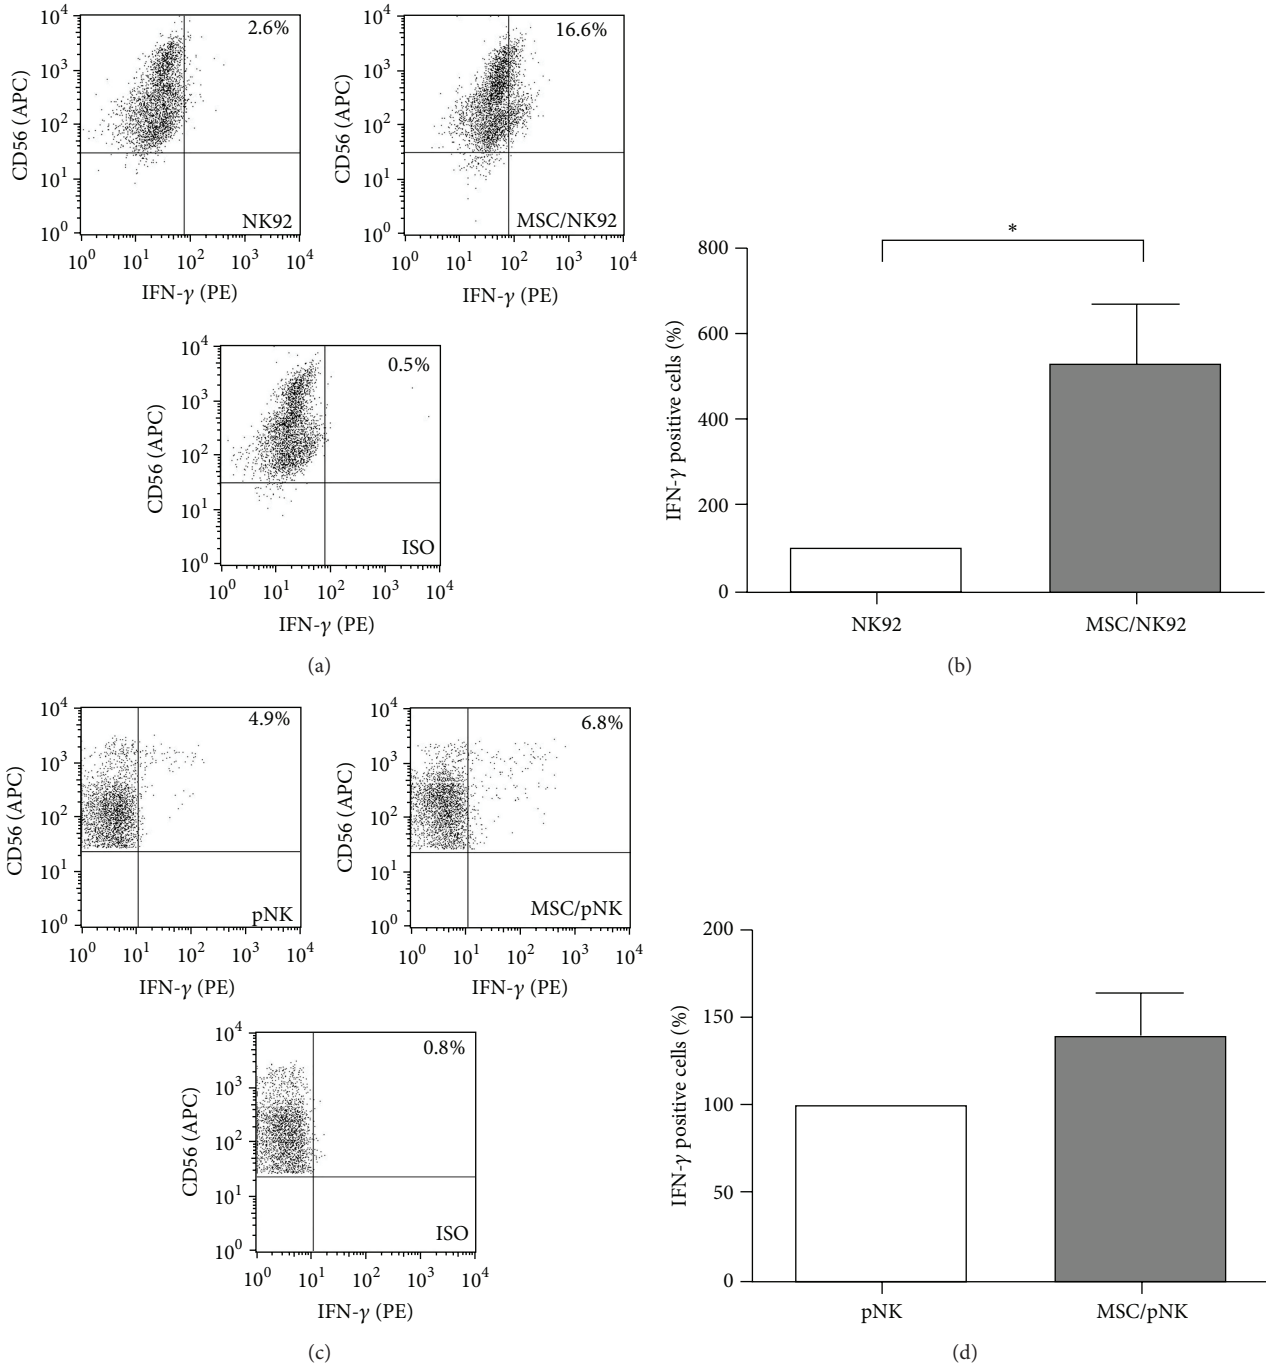 10⁴
10³
10²
10¹
10⁰
CD56 (APC)
2.6%
NK92
10⁰ 10¹ 10² 10³ 10⁴
IFN-γ (PE)
10⁴
10³
10²
10¹
10⁰
CD56 (APC)
16.6%
MSC/NK92
10⁰ 10¹ 10² 10³ 10⁴
IFN-γ (PE)
10⁴
10³
10²
10¹
10⁰
CD56 (APC)
0.5%
ISO
10⁰ 10¹ 10² 10³ 10⁴
IFN-γ (PE)
(a)
*
800
600
400
200
0
IFN-γ positive cells (%)
NK92 MSC/NK92
(b)
10⁴
10³
10²
10¹
10⁰
CD56 (APC)
4.9%
pNK
10⁰ 10¹ 10² 10³ 10⁴
IFN-γ (PE)
10⁴
10³
10²
10¹
10⁰
CD56 (APC)
6.8%
MSC/pNK
10⁰ 10¹ 10² 10³ 10⁴
IFN-γ (PE)
10⁴
10³
10²
10¹
10⁰
CD56 (APC)
0.8%
ISO
10⁰ 10¹ 10² 10³ 10⁴
IFN-γ (PE)
(c)
200
150
100
50
0
IFN-γ positive cells (%)
pNK MSC/pNK
(d)